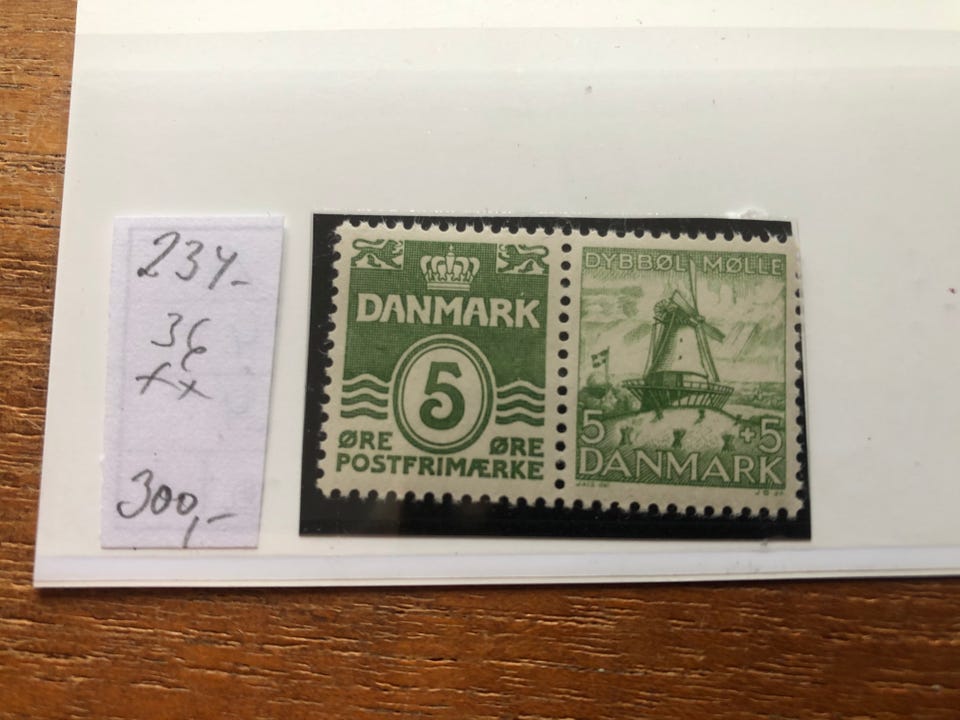 234-
36
xx
300,-
DANMARK
5
ØRE ØRE
POSTFRIMÆRKE
DYBBØL MØLLE
5 +5
DANMARK